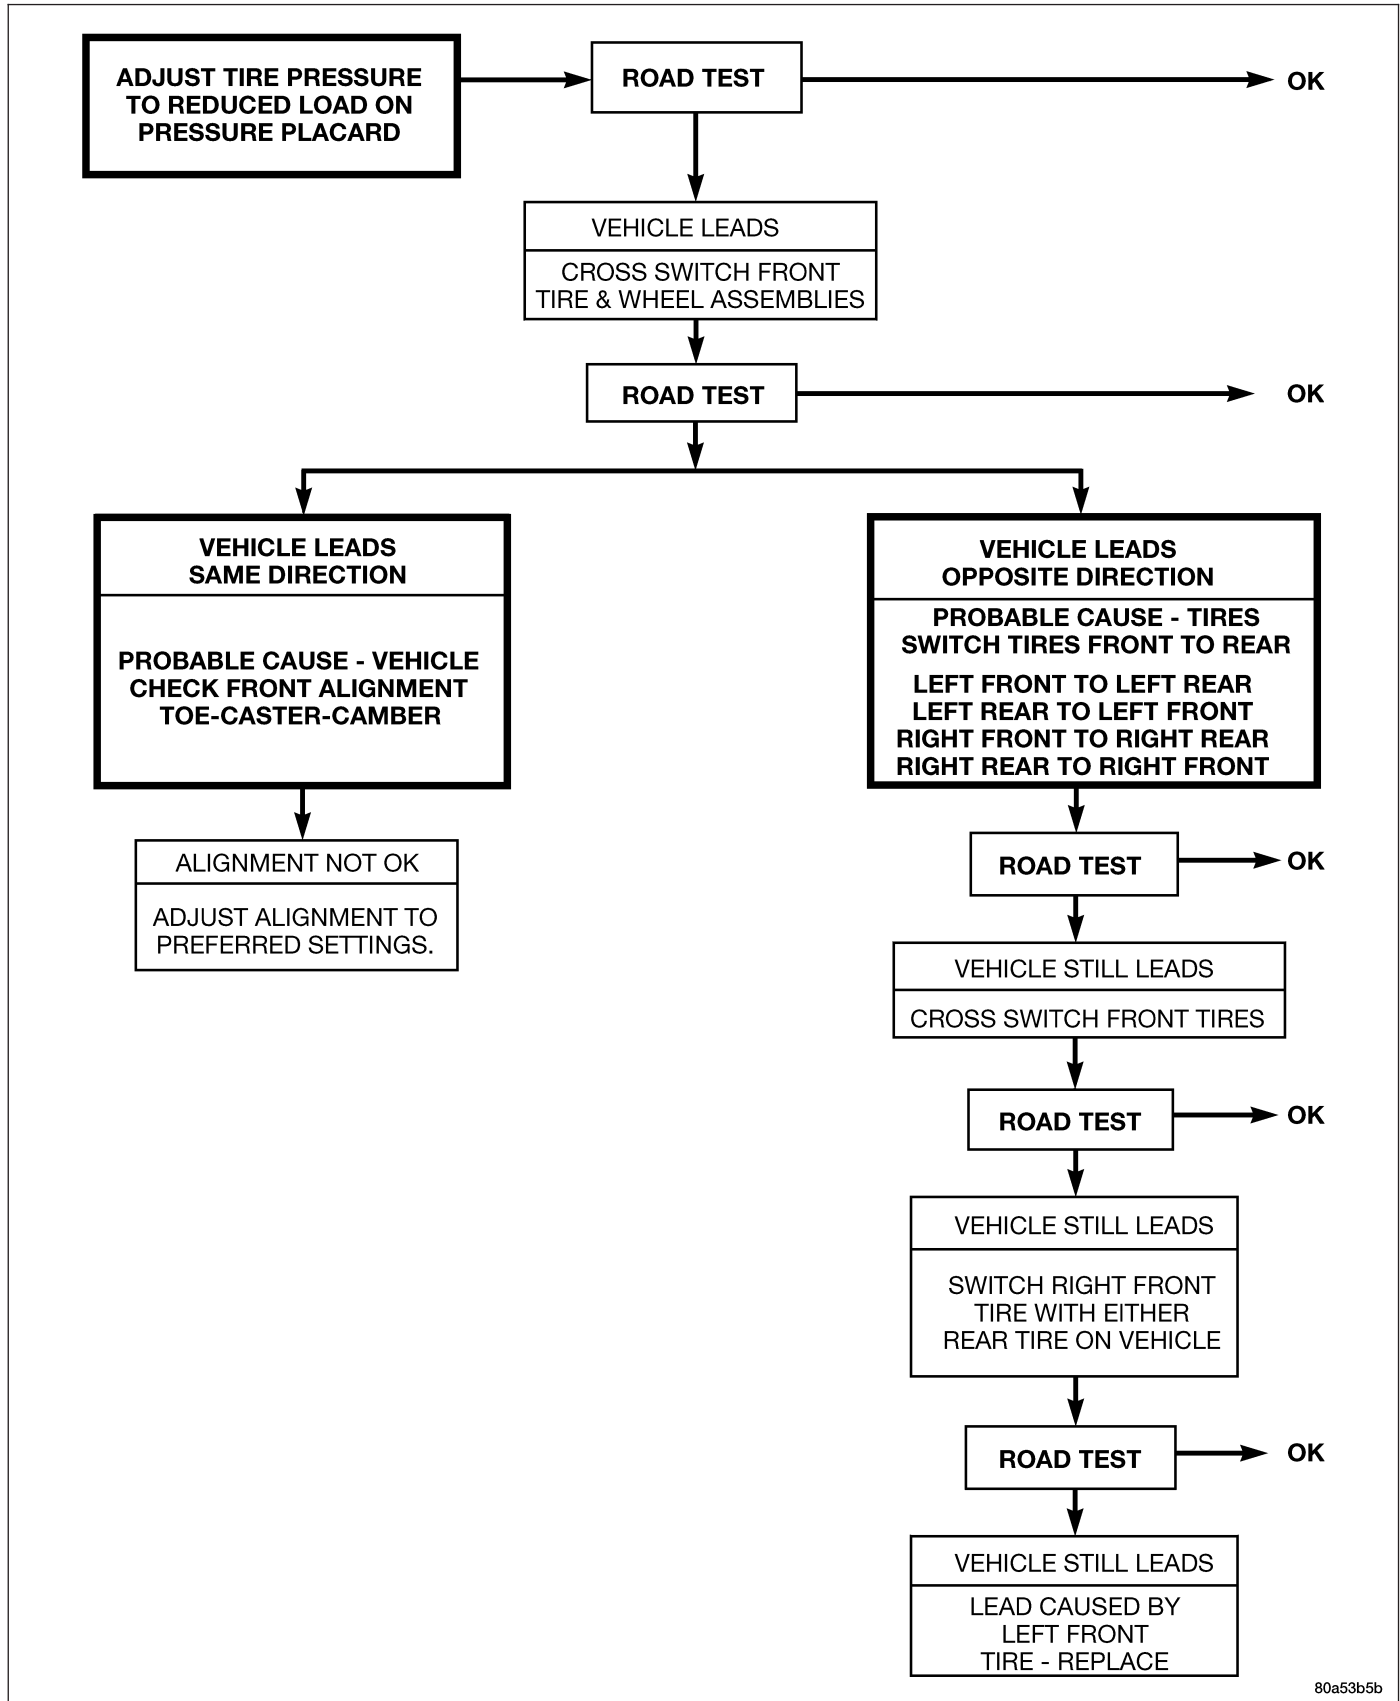 ADJUST TIRE PRESSURE
TO REDUCED LOAD ON
PRESSURE PLACARD
ROAD TEST
OK
VEHICLE LEADS
CROSS SWITCH FRONT
TIRE & WHEEL ASSEMBLIES
ROAD TEST
OK
VEHICLE LEADS
SAME DIRECTION
PROBABLE CAUSE - VEHICLE
CHECK FRONT ALIGNMENT
TOE-CASTER-CAMBER
ALIGNMENT NOT OK
ADJUST ALIGNMENT TO
PREFERRED SETTINGS.
VEHICLE LEADS
OPPOSITE DIRECTION
PROBABLE CAUSE - TIRES
SWITCH TIRES FRONT TO REAR
LEFT FRONT TO LEFT REAR
LEFT REAR TO LEFT FRONT
RIGHT FRONT TO RIGHT REAR
RIGHT REAR TO RIGHT FRONT
ROAD TEST
OK
VEHICLE STILL LEADS
CROSS SWITCH FRONT TIRES
ROAD TEST
OK
VEHICLE STILL LEADS
SWITCH RIGHT FRONT
TIRE WITH EITHER
REAR TIRE ON VEHICLE
ROAD TEST
OK
VEHICLE STILL LEADS
LEAD CAUSED BY
LEFT FRONT
TIRE - REPLACE
80a53b5b